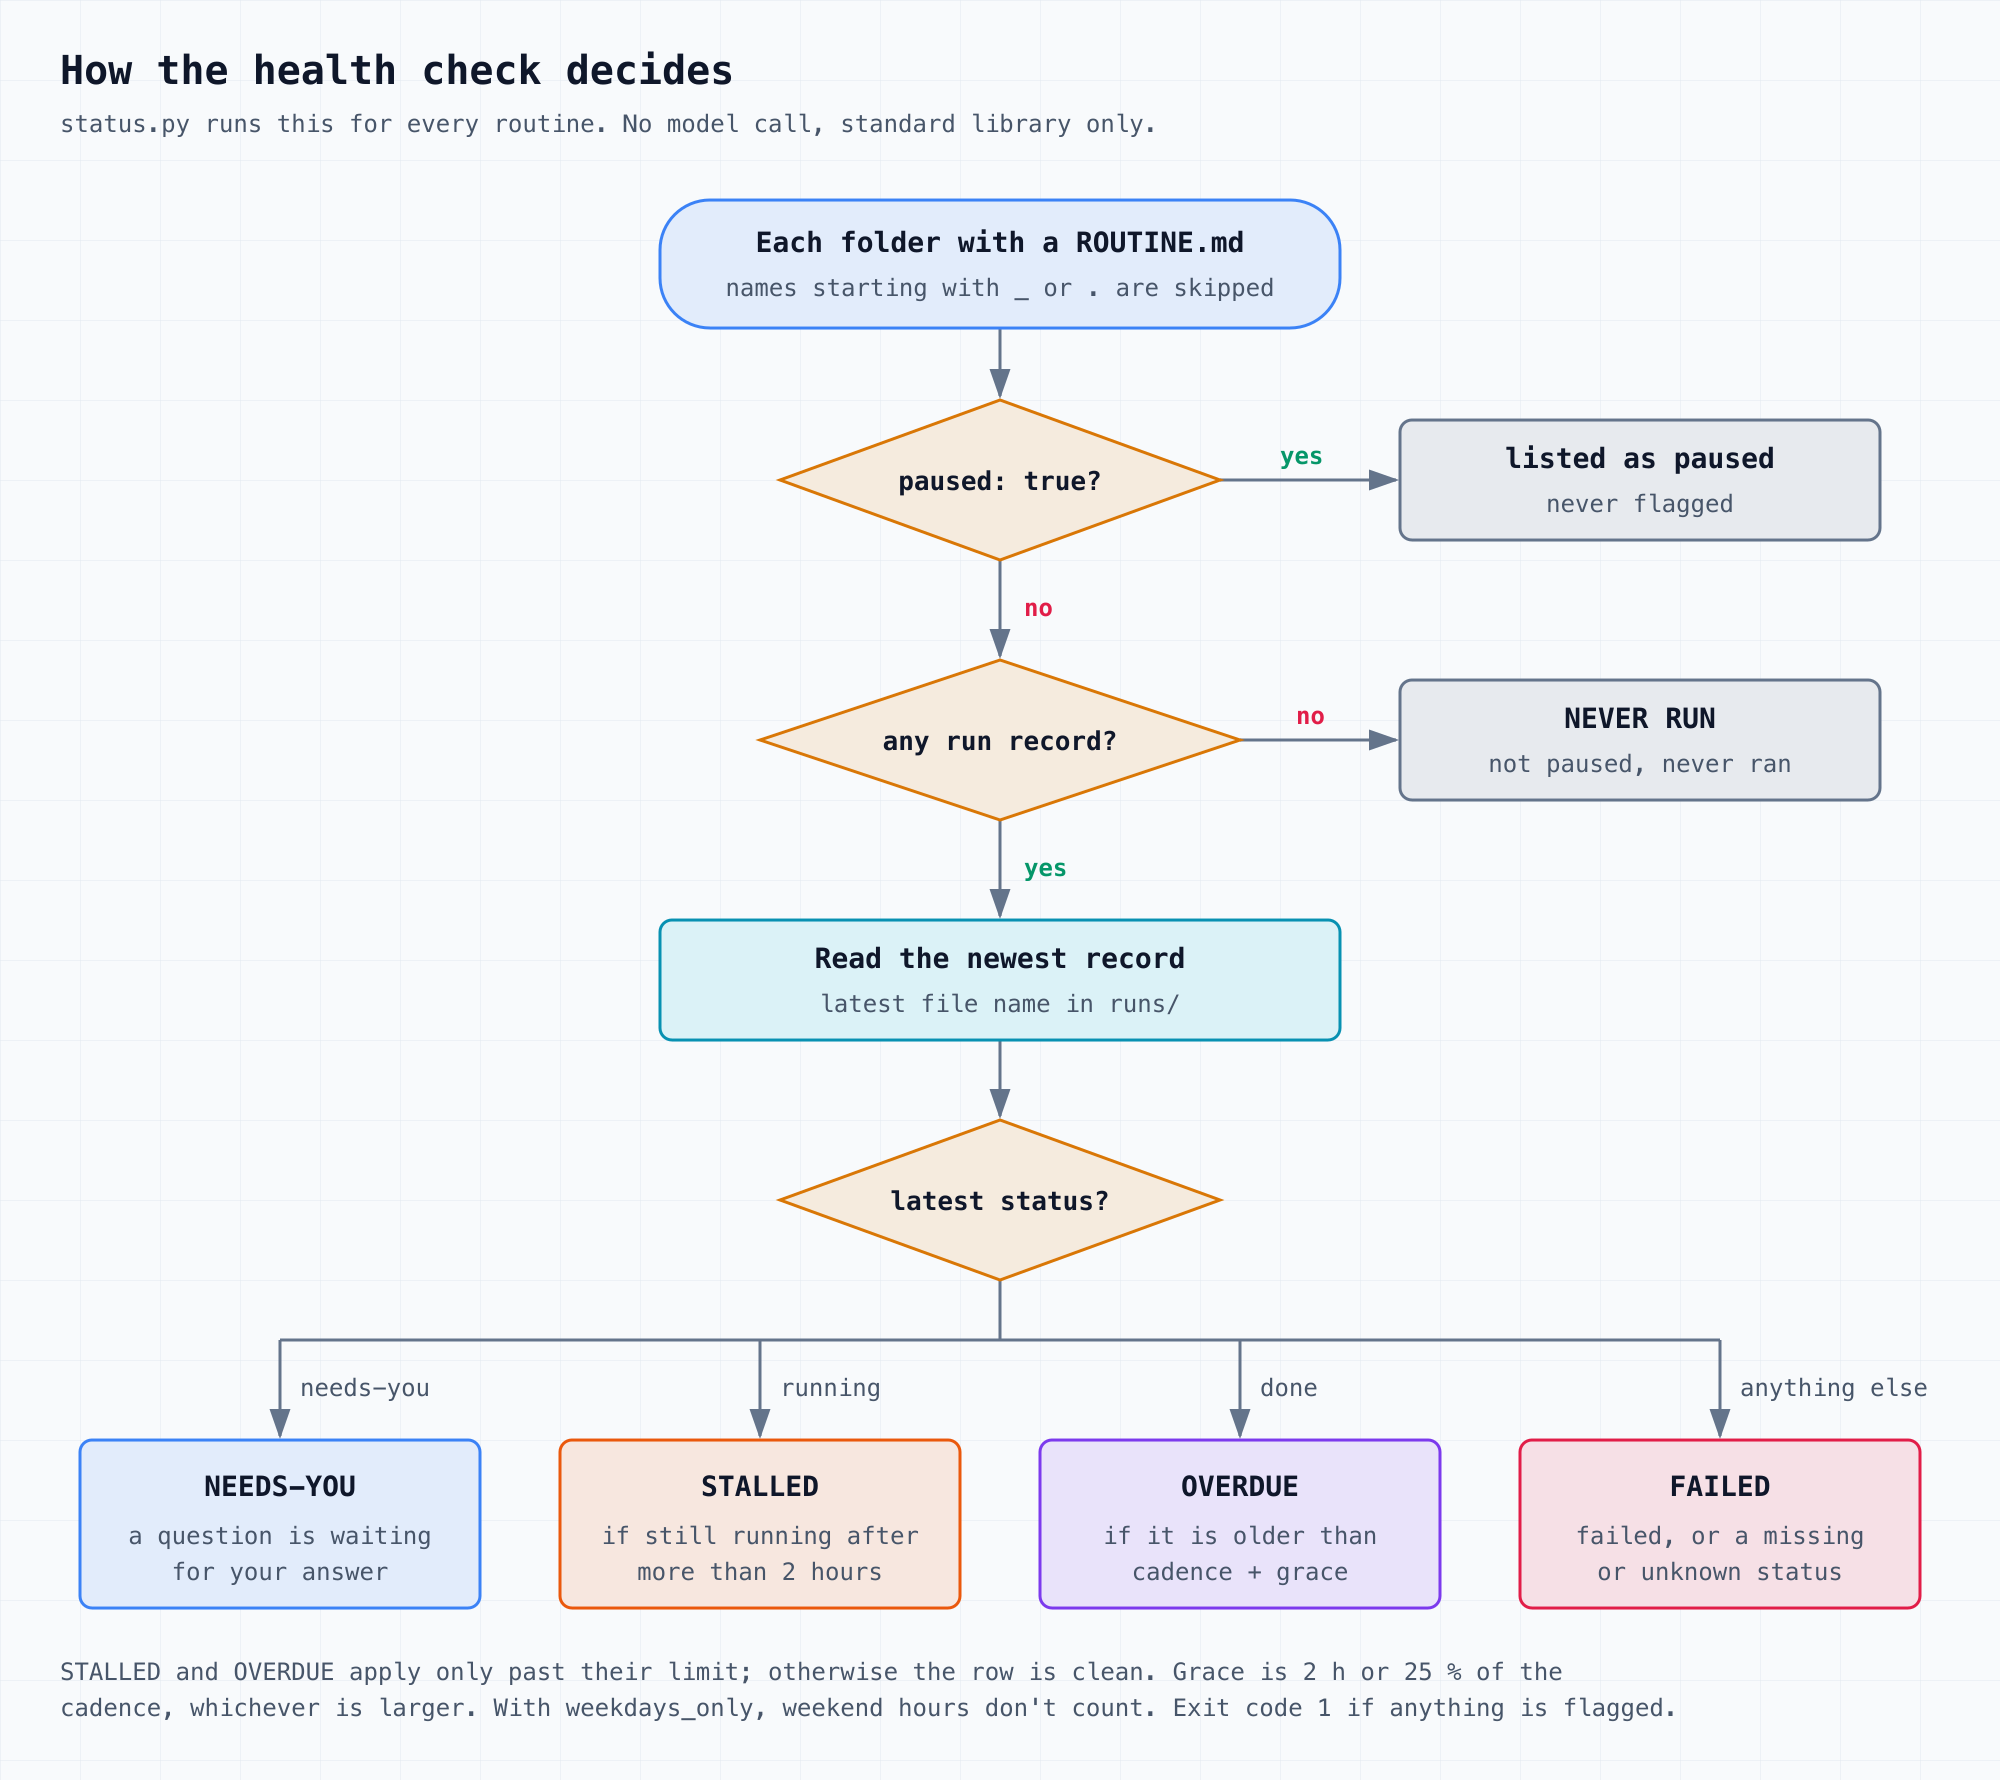 How the health check decides
status.py runs this for every routine. No model call, standard library only.
Each folder with a ROUTINE.md
names starting with _ or . are skipped
paused: true?
yes
listed as paused
never flagged
no
any run record?
no
NEVER RUN
not paused, never ran
yes
Read the newest record
latest file name in runs/
latest status?
needs-you
running
done
anything else
NEEDS-YOU
a question is waiting
for your answer
STALLED
if still running after
more than 2 hours
OVERDUE
if it is older than
cadence + grace
FAILED
failed, or a missing
or unknown status
STALLED and OVERDUE apply only past their limit; otherwise the row is clean. Grace is 2 h or 25 % of the
cadence, whichever is larger. With weekdays_only, weekend hours don't count. Exit code 1 if anything is flagged.